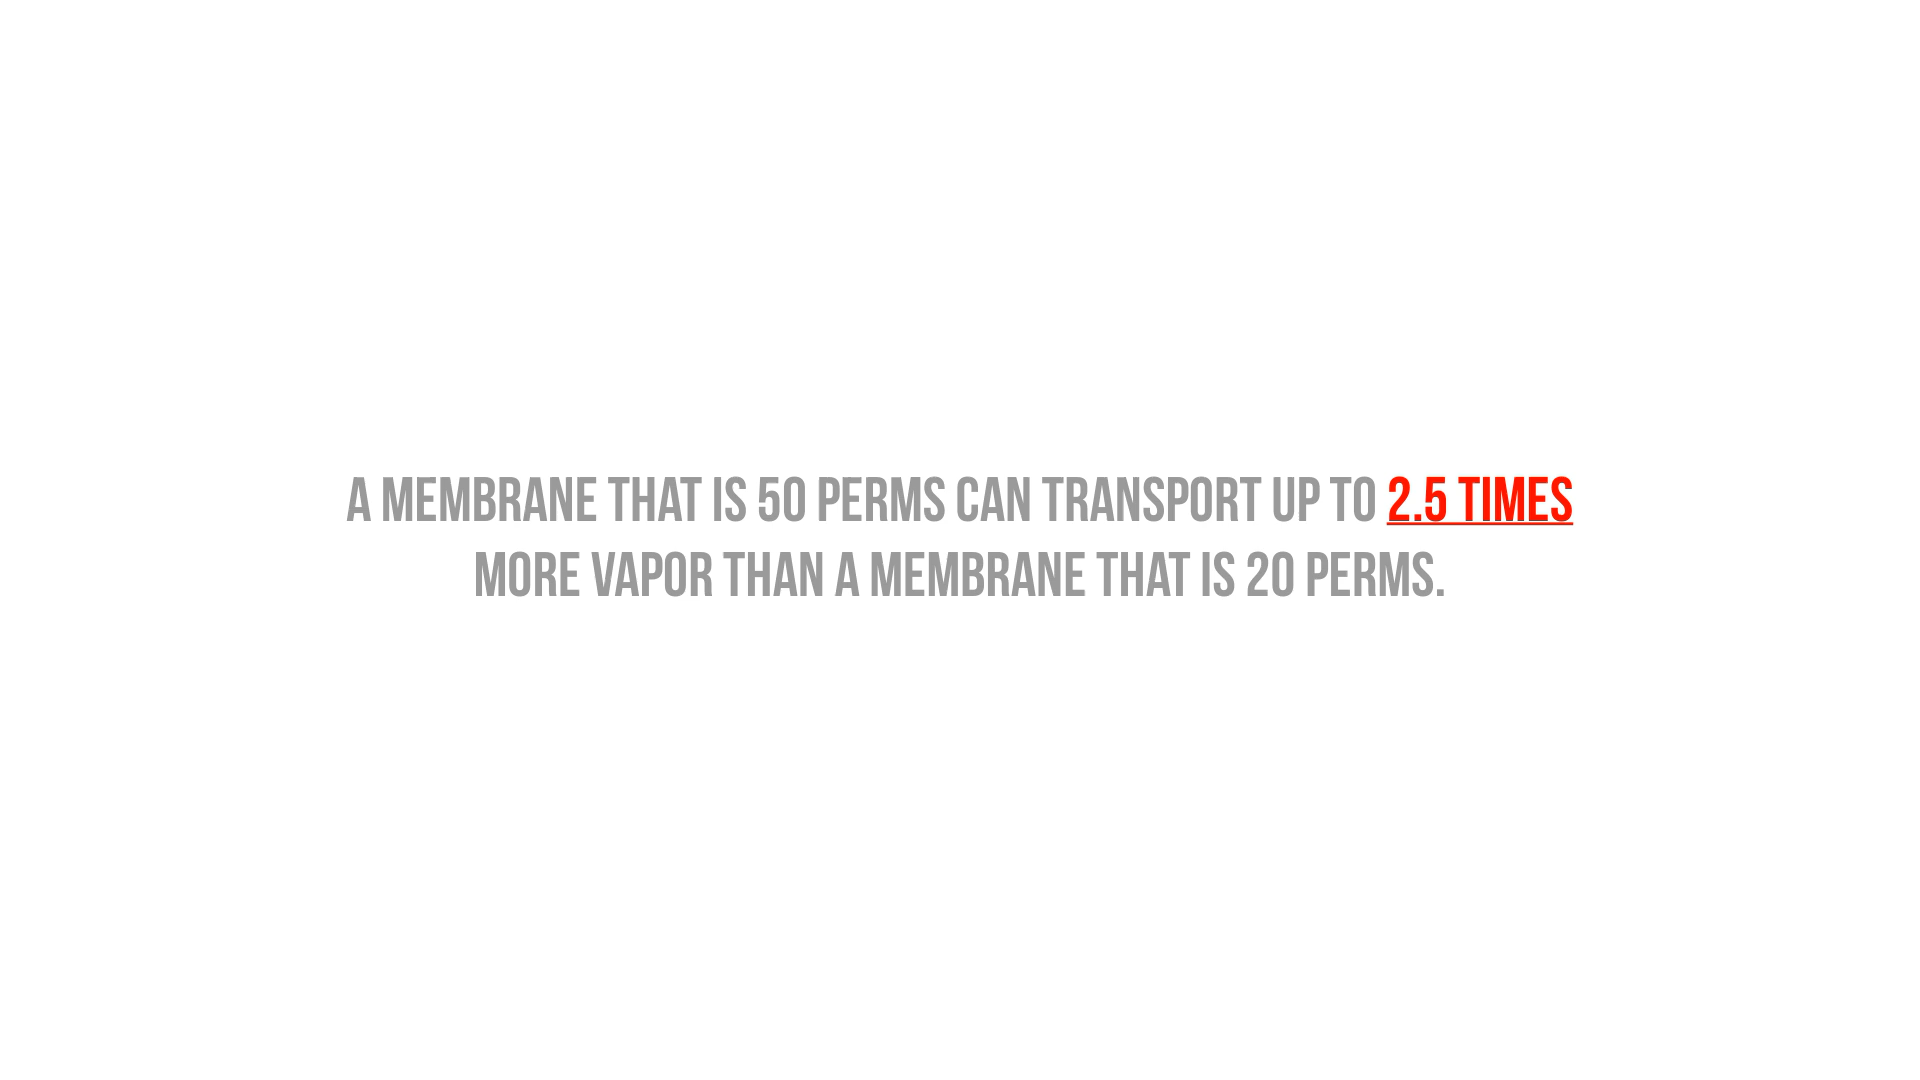 A MEMBRANE THAT IS 50 PERMS CAN TRANSPORT UP TO 2.5 TIMES
MORE VAPOR THAN A MEMBRANE THAT IS 20 PERMS.